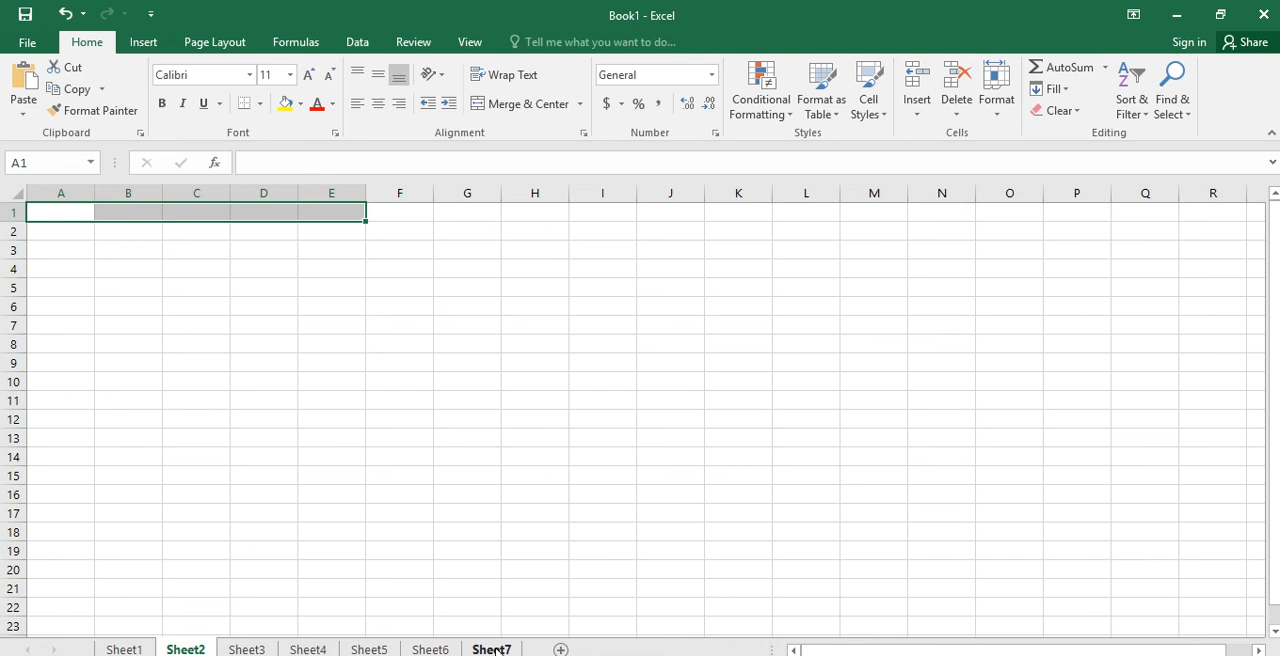 Book1 - Excel
File Home Insert Page Layout Formulas Data Review View Tell me what you want to do... Sign in Share
Cut
Copy
Format Painter
Paste
Clipboard
Calibri 11
B I U A
Font
Wrap Text
Merge & Center
Alignment
General
$ % ,
Number
Conditional Formatting
Format as Table
Cell Styles
Styles
Insert Delete Format
Cells
AutoSum
Fill
Clear
Sort & Filter
Find & Select
Editing
A1 fx
A B C D E F G H I J K L M N O P Q R
1
2
3
4
5
6
7
8
9
10
11
12
13
14
15
16
17
18
19
20
21
22
23
Sheet1 Sheet2 Sheet3 Sheet4 Sheet5 Sheet6 Sheet7